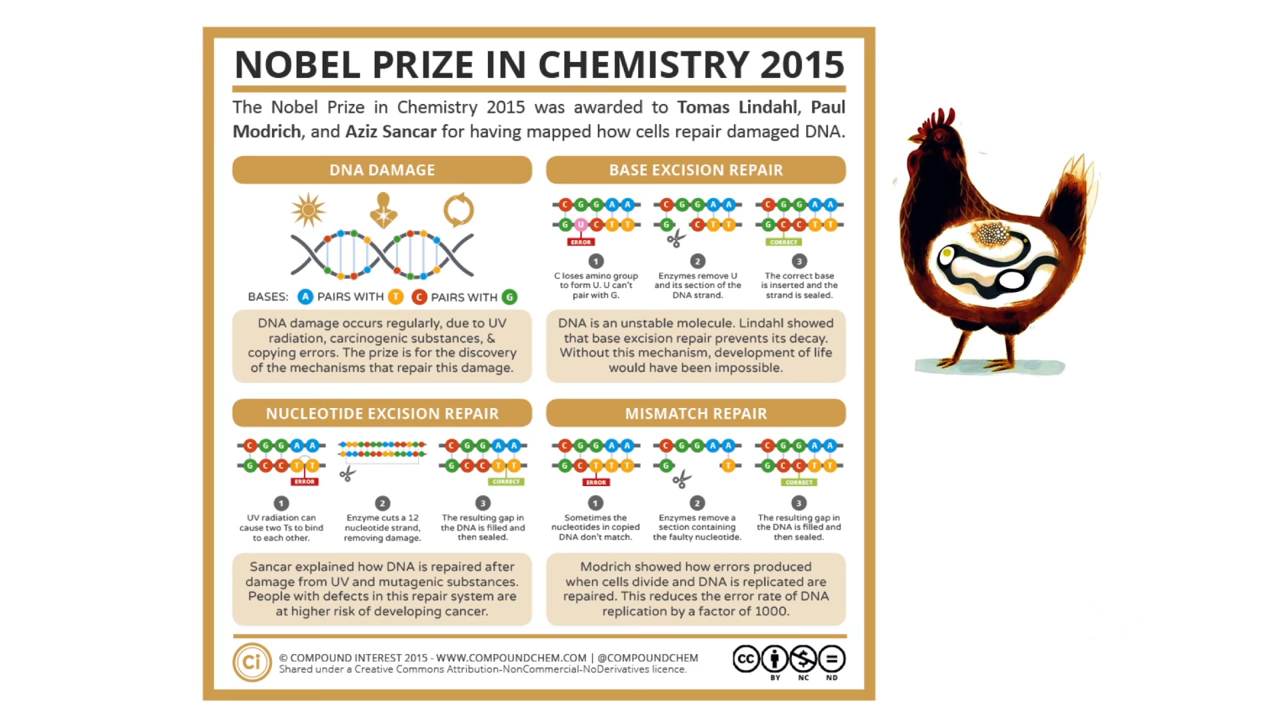 NOBEL PRIZE IN CHEMISTRY 2015
The Nobel Prize in Chemistry 2015 was awarded to Tomas Lindahl, Paul
Modrich, and Aziz Sancar for having mapped how cells repair damaged DNA.
DNA DAMAGE
BASES: A PAIRS WITH T C PAIRS WITH G
DNA damage occurs regularly, due to UV
radiation, carcinogenic substances, &
copying errors. The prize is for the discovery
of the mechanisms that repair this damage.
BASE EXCISION REPAIR
C G G A A
G U C T T
ERROR
1
C loses amino group
to form U. U can't
pair with G.
C G G A A
G C T T
2
Enzymes remove U
and its section of the
DNA strand.
C G G A A
G C C T T
CORRECT
3
The correct base
is inserted and the
strand is sealed.
DNA is an unstable molecule. Lindahl showed
that base excision repair prevents its decay.
Without this mechanism, development of life
would have been impossible.
NUCLEOTIDE EXCISION REPAIR
C G G A A
G C C T T
ERROR
1
UV radiation can
cause two Ts to bind
to each other.
2
Enzyme cuts a 12
nucleotide strand,
removing damage.
C G G A A
G C C T T
CORRECT
3
The resulting gap in
the DNA is filled and
then sealed.
Sancar explained how DNA is repaired after
damage from UV and mutagenic substances.
People with defects in this repair system are
at higher risk of developing cancer.
MISMATCH REPAIR
C G G A A
G C T T T
ERROR
1
Sometimes the
nucleotides in copied
DNA don't match.
C G G A A
G T
2
Enzymes remove a
section containing
the faulty nucleotide.
C G G A A
G C C T T
CORRECT
3
The resulting gap in
the DNA is filled and
then sealed.
Modrich showed how errors produced
when cells divide and DNA is replicated are
repaired. This reduces the error rate of DNA
replication by a factor of 1000.
Ci
© COMPOUND INTEREST 2015 - WWW.COMPOUNDCHEM.COM | @COMPOUNDCHEM
Shared under a Creative Commons Attribution-NonCommercial-NoDerivatives licence.
CC
BY NC ND